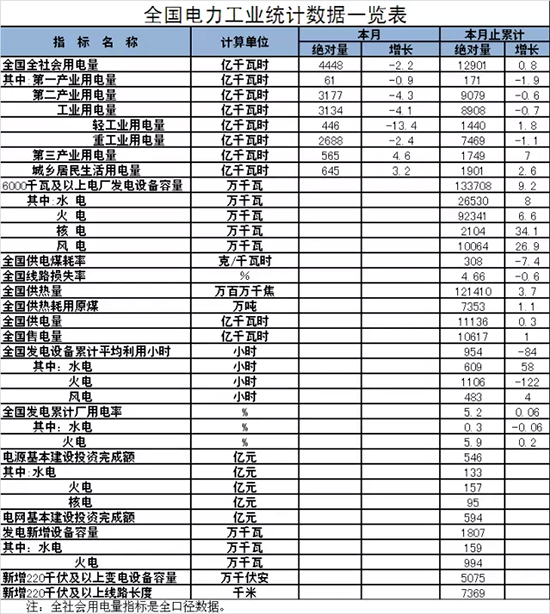 全国电力工业统计数据一览表
指 标 名 称 计算单位 本月 本月止累计
绝对量 增长 绝对量 增长
全国全社会用电量 亿千瓦时 4448 -2.2 12901 0.8
其中:第一产业用电量 亿千瓦时 61 -0.9 171 -1.9
第二产业用电量 亿千瓦时 3177 -4.3 9079 -0.6
工业用电量 亿千瓦时 3134 -4.1 8908 -0.7
轻工业用电量 亿千瓦时 446 -13.4 1440 1.8
重工业用电量 亿千瓦时 2688 -2.4 7469 -1.1
第三产业用电量 亿千瓦时 565 4.6 1749 7
城乡居民生活用电量 亿千瓦时 645 3.2 1901 2.6
6000千瓦及以上电厂发电设备容量 万千瓦 133708 9.2
其中:水 电 万千瓦 26530 8
火 电 万千瓦 92341 6.6
核 电 万千瓦 2104 34.1
风 电 万千瓦 10064 26.9
全国供电煤耗率 克/千瓦时 308 -7.4
全国线路损失率 % 4.66 -0.6
全国供热量 万百万千焦 121410 3.7
全国供热耗用原煤 万吨 7353 1.1
全国供电量 亿千瓦时 11136 0.3
全国售电量 亿千瓦时 10617 1
全国发电设备累计平均利用小时 小时 954 -84
其中：水电 小时 609 58
火电 小时 1106 -122
风电 小时 483 4
全国发电累计厂用电率 % 5.2 0.06
其中：水电 % 0.3 -0.06
火电 % 5.9 0.2
电源基本建设投资完成额 亿元 546
其中:水电 亿元 133
火电 亿元 157
核电 亿元 95
电网基本建设投资完成额 亿元 594
发电新增设备容量 万千瓦 1807
其中：水电 万千瓦 159
火电 万千瓦 994
新增220千伏及以上变电设备容量 万千伏安 5075
新增220千伏及以上线路长度 千米 7369
注：全社会用电量指标是全口径数据。